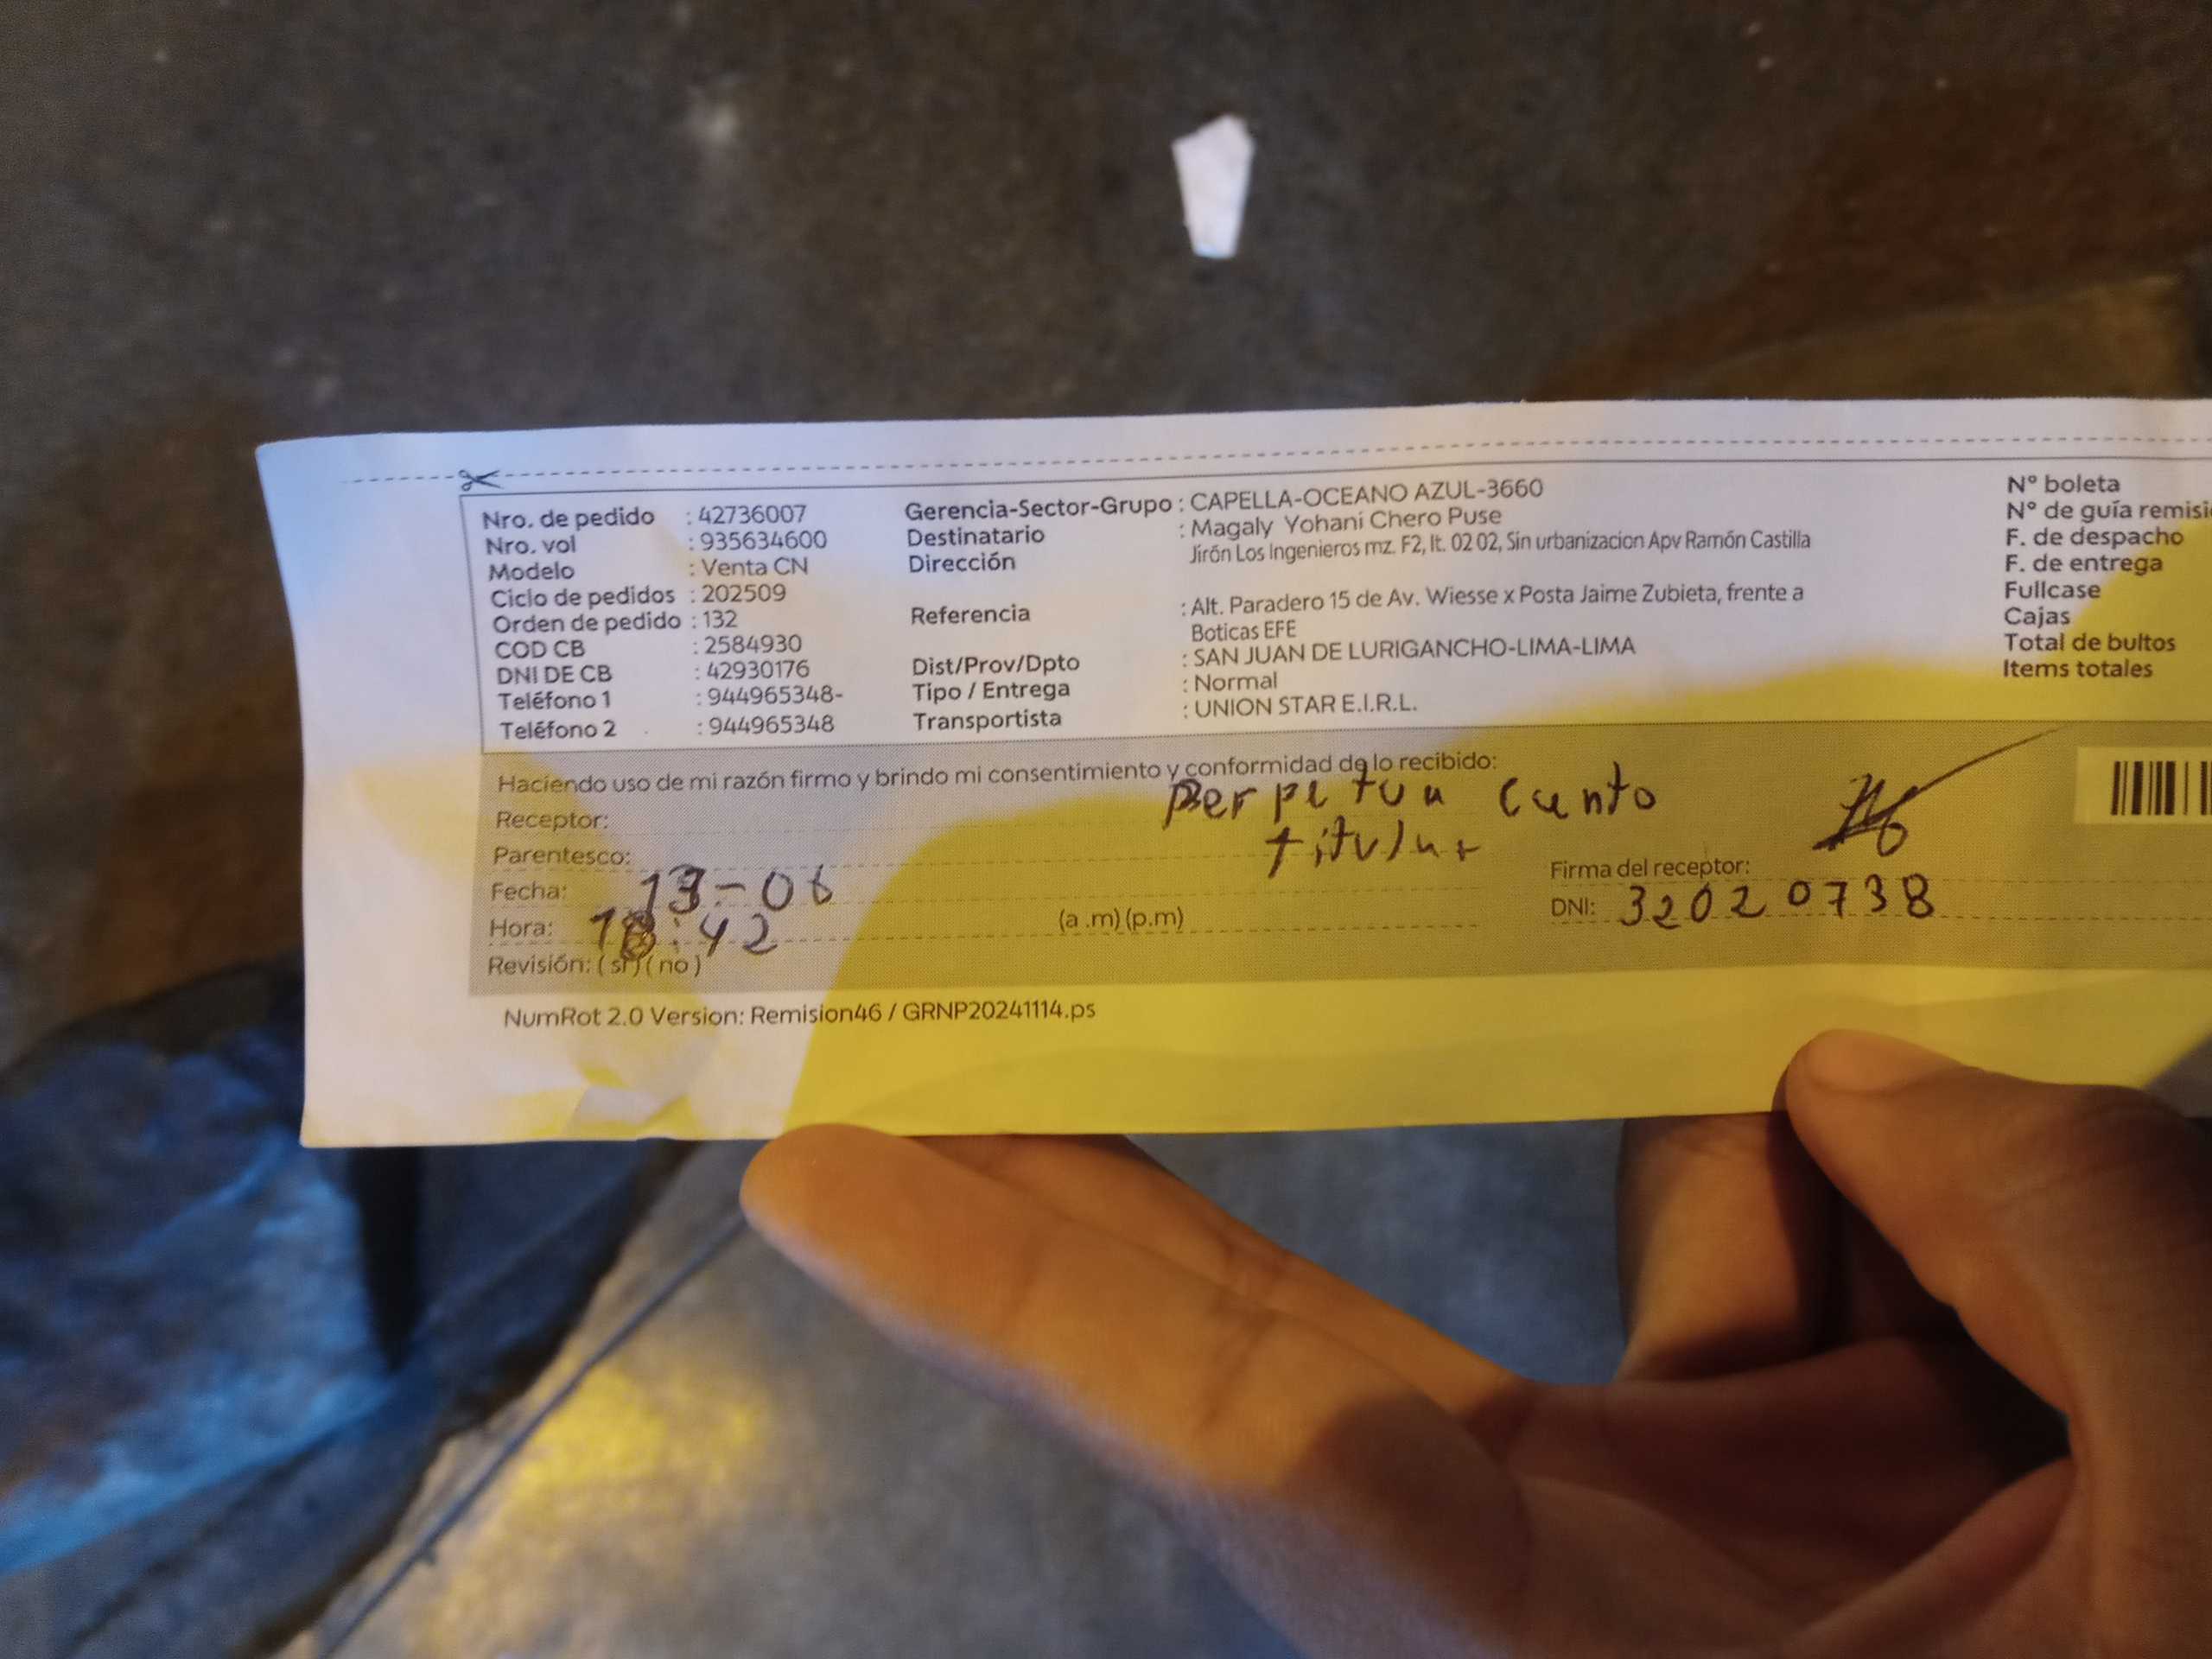 Nro. de pedido : 42736007
Nro. vol : 935634600
Modelo : Venta CN
Ciclo de pedidos : 202509
Orden de pedido : 132
COD CB : 2584930
DNI DE CB : 42930176
Teléfono 1 : 944965348-
Teléfono 2 : 944965348
Gerencia-Sector-Grupo : CAPELLA-OCEANO AZUL-3660
Destinatario : Magaly Yohani Chero Puse
Dirección Jirón Los Ingenieros mz. F2, lt. 02 02, Sin urbanizacion Apv Ramón Castilla
Referencia : Alt. Paradero 15 de Av. Wiesse x Posta Jaime Zubieta, frente a
Boticas EFE
Dist/Prov/Dpto : SAN JUAN DE LURIGANCHO-LIMA-LIMA
Tipo / Entrega : Normal
Transportista : UNION STAR E.I.R.L.
N° boleta
N° de guía
F. de despacho
F. de entrega
Fullcase
Cajas
Total de bultos
Items totales
Haciendo uso de mi razón firmo y brindo mi consentimiento y conformidad de lo recibido:
Receptor: Perpetua Canto
Parentesco: titular
Fecha: 13-06
Hora: 18:42 (a .m) (p.m)
Revisión: ( si ) ( no )
Firma del receptor:
DNI: 32020738
NumRot 2.0 Version: Remision46 / GRNP20241114.ps